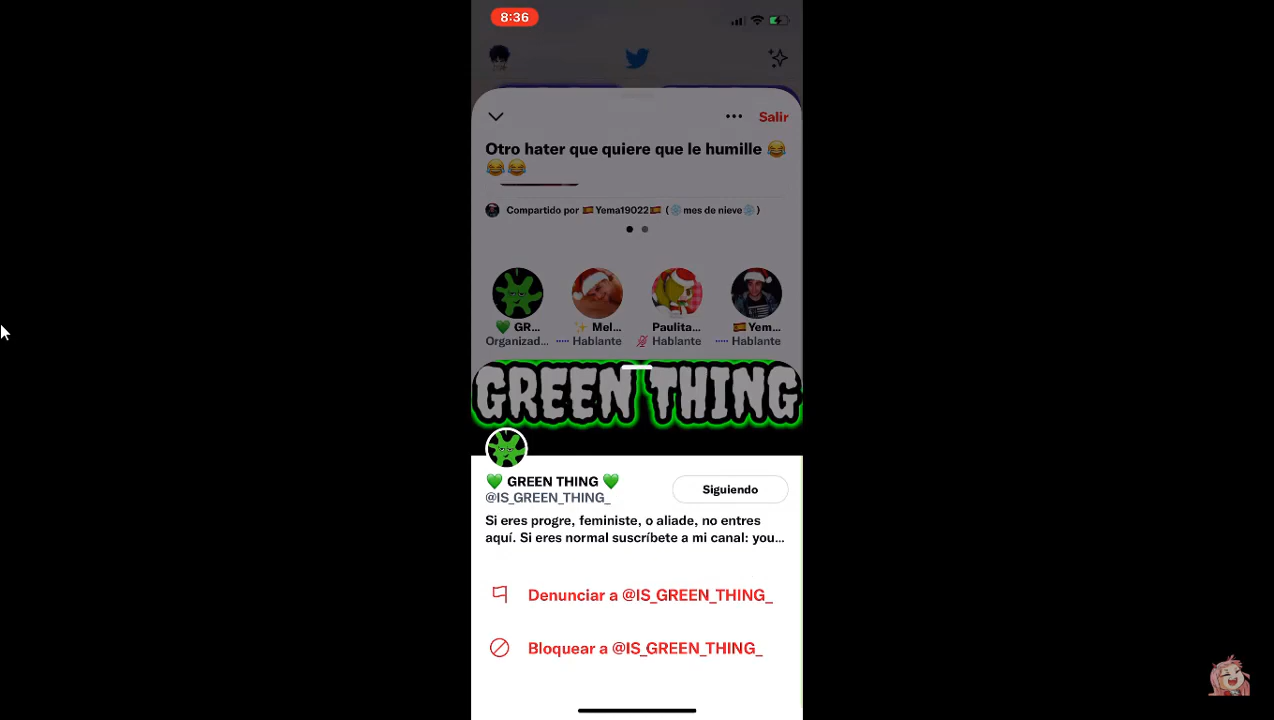 8:36
Salir
Otro hater que quiere que le humille 😂
😂😂
Compartido por 🇪🇸Yema19022🇪🇸 (❄️mes de nieve❄️)
💚 GR... ✨ Mel... Paulita... 🇪🇸Yem...
Organizad... Hablante Hablante Hablante
GREEN THING
💚 GREEN THING 💚
Siguiendo
@IS_GREEN_THING_
Si eres progre, feministe, o aliade, no entres
aquí. Si eres normal suscríbete a mi canal: you...
Denunciar a @IS_GREEN_THING_
Bloquear a @IS_GREEN_THING_